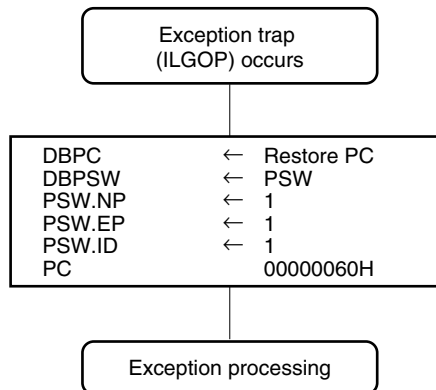 Exception trap
(ILGOP) occurs
DBPC ← Restore PC
DBPSW ← PSW
PSW.NP ← 1
PSW.EP ← 1
PSW.ID ← 1
PC 00000060H
Exception processing